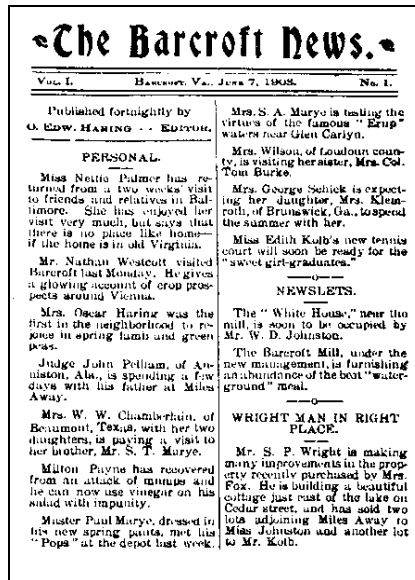 The Barcroft News.
Vol. I. Barcroft, Va., June 7, 1903. No. 1.
Published fortnightly by
O. Edw. Haring - - Editor.
PERSONAL.
Miss Nettie Palmer has re-
turned from a two weeks' visit
to friends and relatives in Bal-
timore. She has enjoyed her
visit very much, but says that
there is no place like home—
if the home is in old Virginia.
Mr. Nathan Westcott visited
Barcroft last Monday. He gives
a glowing account of crop pros-
pects around Vienna.
Mrs. Oscar Haring was the
first in the neighborhood to re-
joice in spring lamb and green
peas.
Judge John Pelham, of An-
niston, Ala., is spending a few
days with his father at Miles
Away.
Mrs. W. W. Chamberlain, of
Beaumont, Texas, with her two
daughters, is paying a visit to
her brother, Mr. S. T. Marye.
Milton Payne has recovered
from an attack of mumps and
he can now use vinegar on his
salad with impunity.
Master Paul Marye, dressed in
his new spring pants, met his
"Pops" at the depot last week.
Mrs. S. A. Marye is testing the
virtues of the famous "Erup"
waters near Glen Carlyn.
Mrs. Wilson, of Loudoun coun-
ty, is visiting her sister, Mrs. Col.
Tom Burke.
Mrs. George Schick is expect-
ing her daughter, Mrs. Klem-
roth, of Brunswick, Ga., to spend
the summer with her.
Miss Edith Kolb's new tennis
court will soon be ready for the
"sweet girl-graduates."
NEWSLETS.
The "White House," near the
mill, is soon to be occupied by
Mr. W. D. Johnston.
The Barcroft Mill, under the
new management, is furnishing
an abundance of the best "water-
ground" meal.
WRIGHT MAN IN RIGHT
PLACE.
Mr. S. P. Wright is making
many improvements in the prop-
erty recently purchased by Mrs.
Fox. He is building a beautiful
cottage just east of the lake on
Cedar street, and has sold two
lots adjoining Miles Away to
Miss Johnston and another lot
to Mr. Kolb.